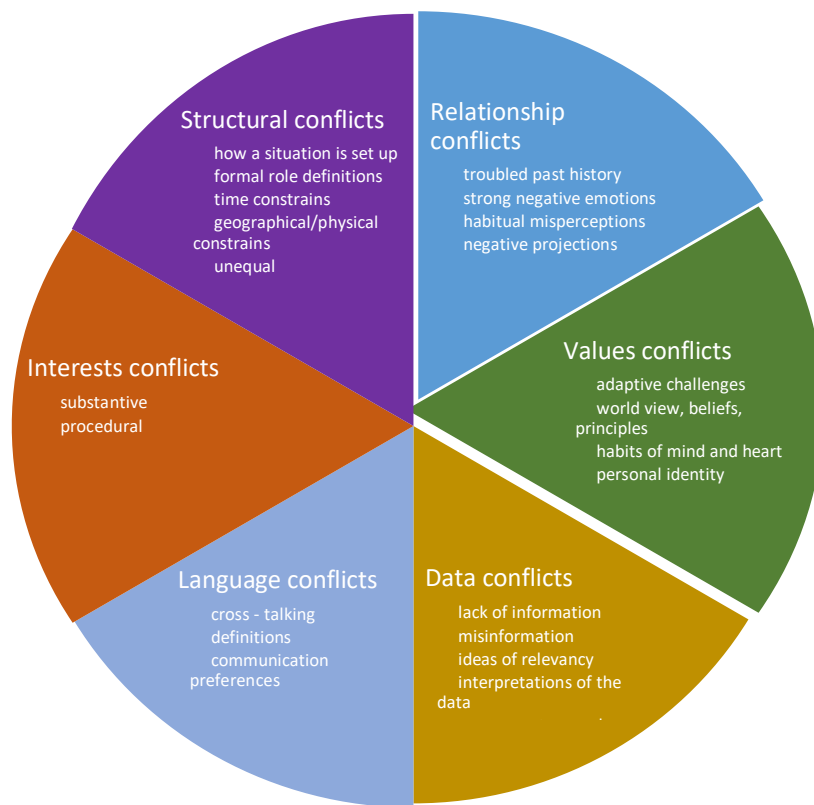 Structural conflicts
how a situation is set up
formal role definitions
time constrains
geographical/physical
constrains
unequal
Relationship
conflicts
troubled past history
strong negative emotions
habitual misperceptions
negative projections
Values conflicts
adaptive challenges
world view, beliefs,
principles
habits of mind and heart
personal identity
Data conflicts
lack of information
misinformation
ideas of relevancy
interpretations of the
data
.
Language conflicts
cross - talking
definitions
communication
preferences
Interests conflicts
substantive
procedural